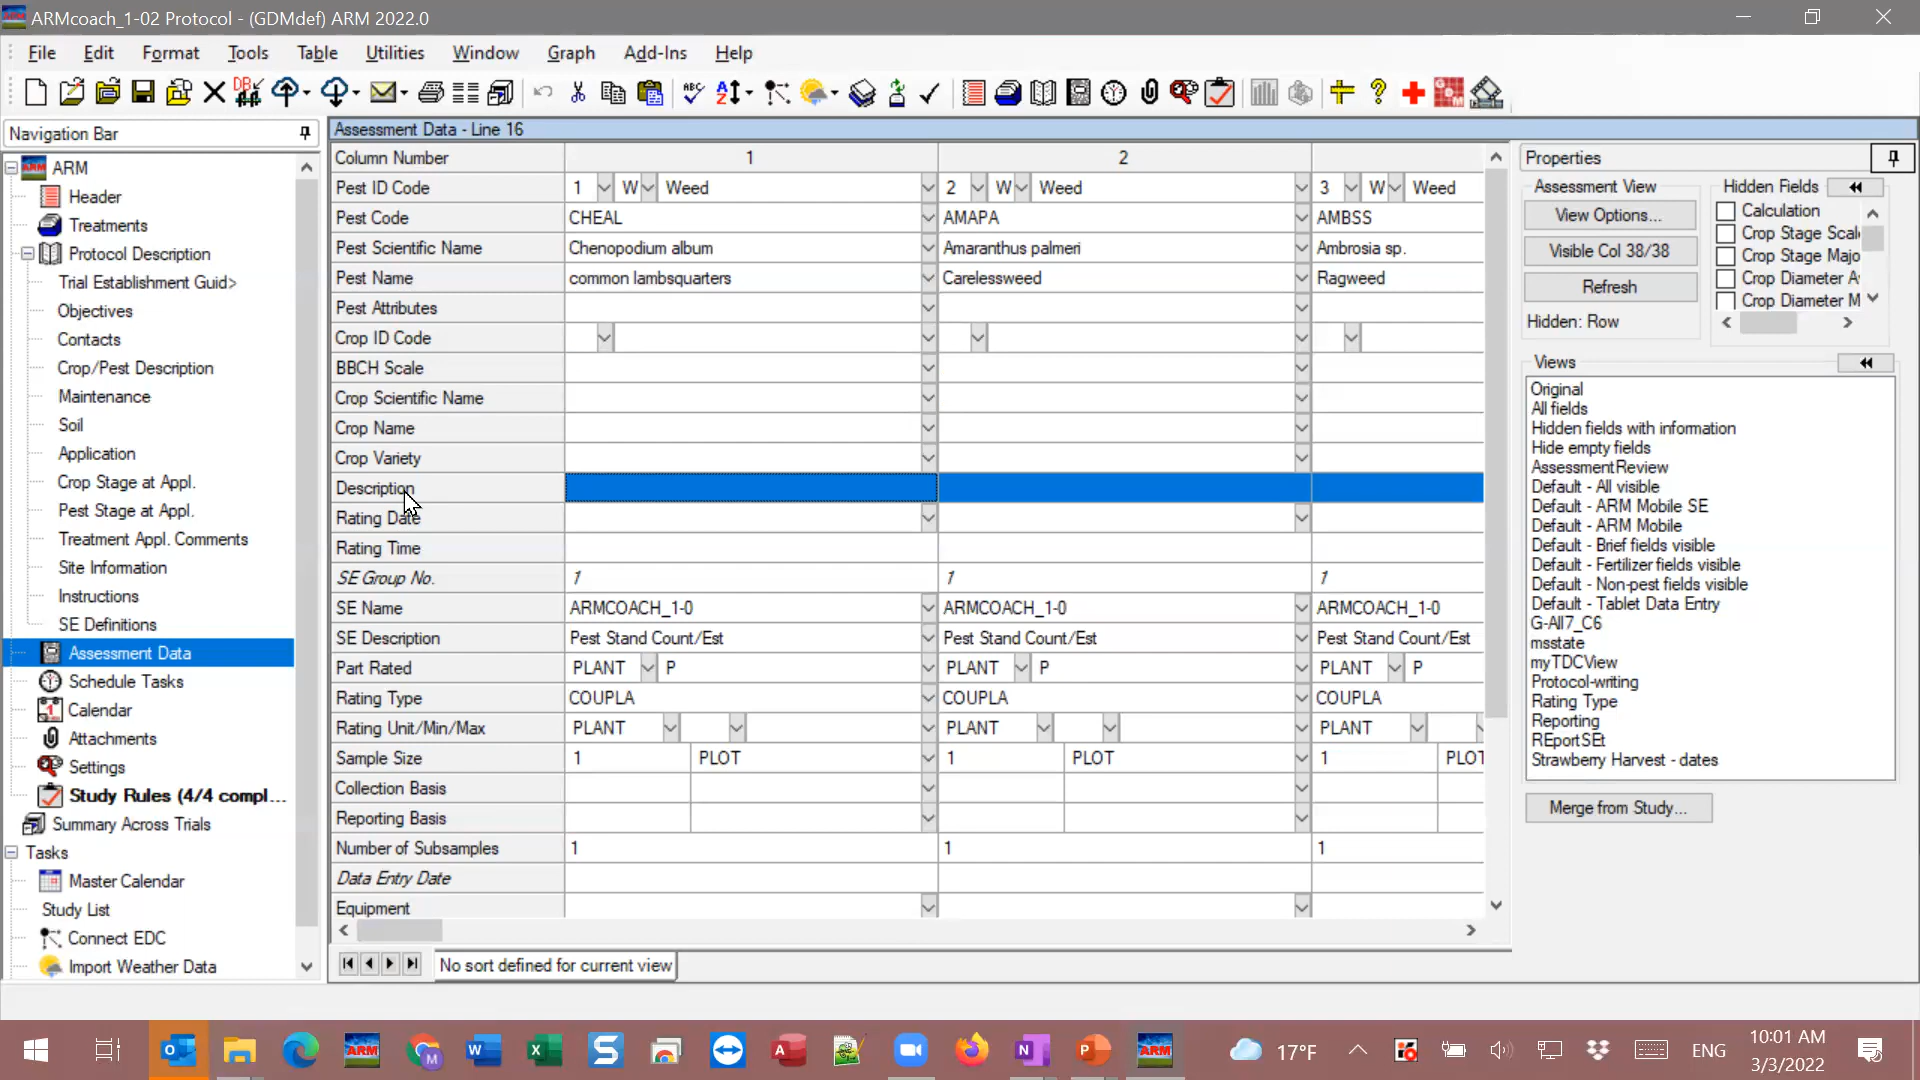 ARMcoach_1-02 Protocol - (GDMdef) ARM 2022.0
File Edit Format Tools Table Utilities Window Graph Add-Ins Help
Navigation Bar
ARM
Header
Treatments
Protocol Description
Trial Establishment Guid>
Objectives
Contacts
Crop/Pest Description
Maintenance
Soil
Application
Crop Stage at Appl.
Pest Stage at Appl.
Treatment Appl. Comments
Site Information
Instructions
SE Definitions
Assessment Data
Schedule Tasks
Calendar
Attachments
Settings
Study Rules (4/4 compl...
Summary Across Trials
Tasks
Master Calendar
Study List
Connect EDC
Import Weather Data
Assessment Data - Line 16
Column Number 1 2
Pest ID Code 1 W Weed 2 W Weed 3 W Weed
Pest Code CHEAL AMAPA AMBSS
Pest Scientific Name Chenopodium album Amaranthus palmeri Ambrosia sp.
Pest Name common lambsquarters Carelessweed Ragweed
Pest Attributes
Crop ID Code
BBCH Scale
Crop Scientific Name
Crop Name
Crop Variety
Description
Rating Date
Rating Time
SE Group No. 1 1 1
SE Name ARMCOACH_1-0 ARMCOACH_1-0 ARMCOACH_1-0
SE Description Pest Stand Count/Est Pest Stand Count/Est Pest Stand Count/Est
Part Rated PLANT P PLANT P PLANT P
Rating Type COUPLA COUPLA COUPLA
Rating Unit/Min/Max PLANT PLANT PLANT
Sample Size 1 PLOT 1 PLOT 1 PLOT
Collection Basis
Reporting Basis
Number of Subsamples 1 1 1
Data Entry Date
Equipment
No sort defined for current view
Properties
Assessment View
View Options...
Visible Col 38/38
Refresh
Hidden: Row
Hidden Fields
Calculation
Crop Stage Scal
Crop Stage Majo
Crop Diameter A
Crop Diameter M
Views
Original
All fields
Hidden fields with information
Hide empty fields
AssessmentReview
Default - All visible
Default - ARM Mobile SE
Default - ARM Mobile
Default - Brief fields visible
Default - Fertilizer fields visible
Default - Non-pest fields visible
Default - Tablet Data Entry
G-All7_C6
msstate
myTDCView
Protocol-writing
Rating Type
Reporting
REportSEt
Strawberry Harvest - dates
Merge from Study...
17°F
ENG
10:01 AM
3/3/2022